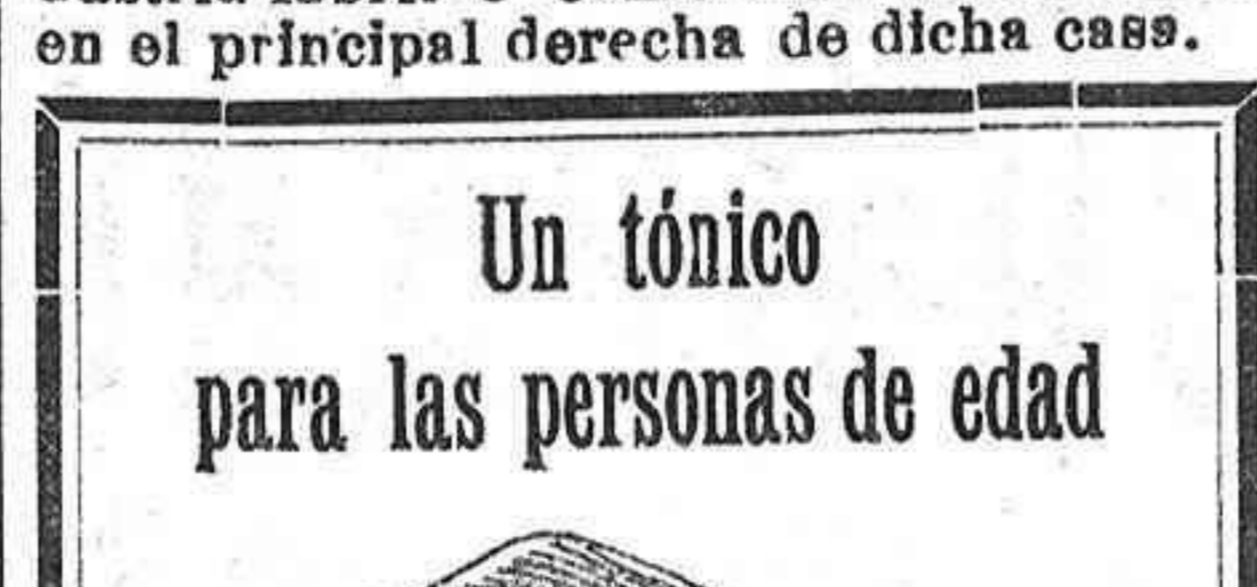 en el principal derecha de dicha casa.
Un tónico
para las personas de edad